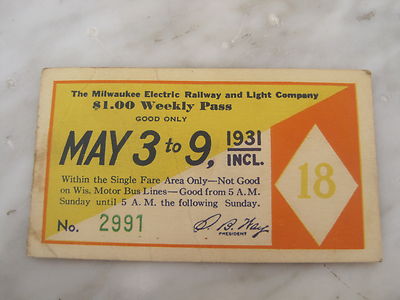 The Milwaukee Electric Railway and Light Company
$1.00 Weekly Pass
GOOD ONLY
MAY 3 to 9, 1931 INCL.
Within the Single Fare Area Only—Not Good
on Wis. Motor Bus Lines—Good from 5 A.M.
Sunday until 5 A.M. the following Sunday.
No. 2991
S. B. Way
PRESIDENT
18